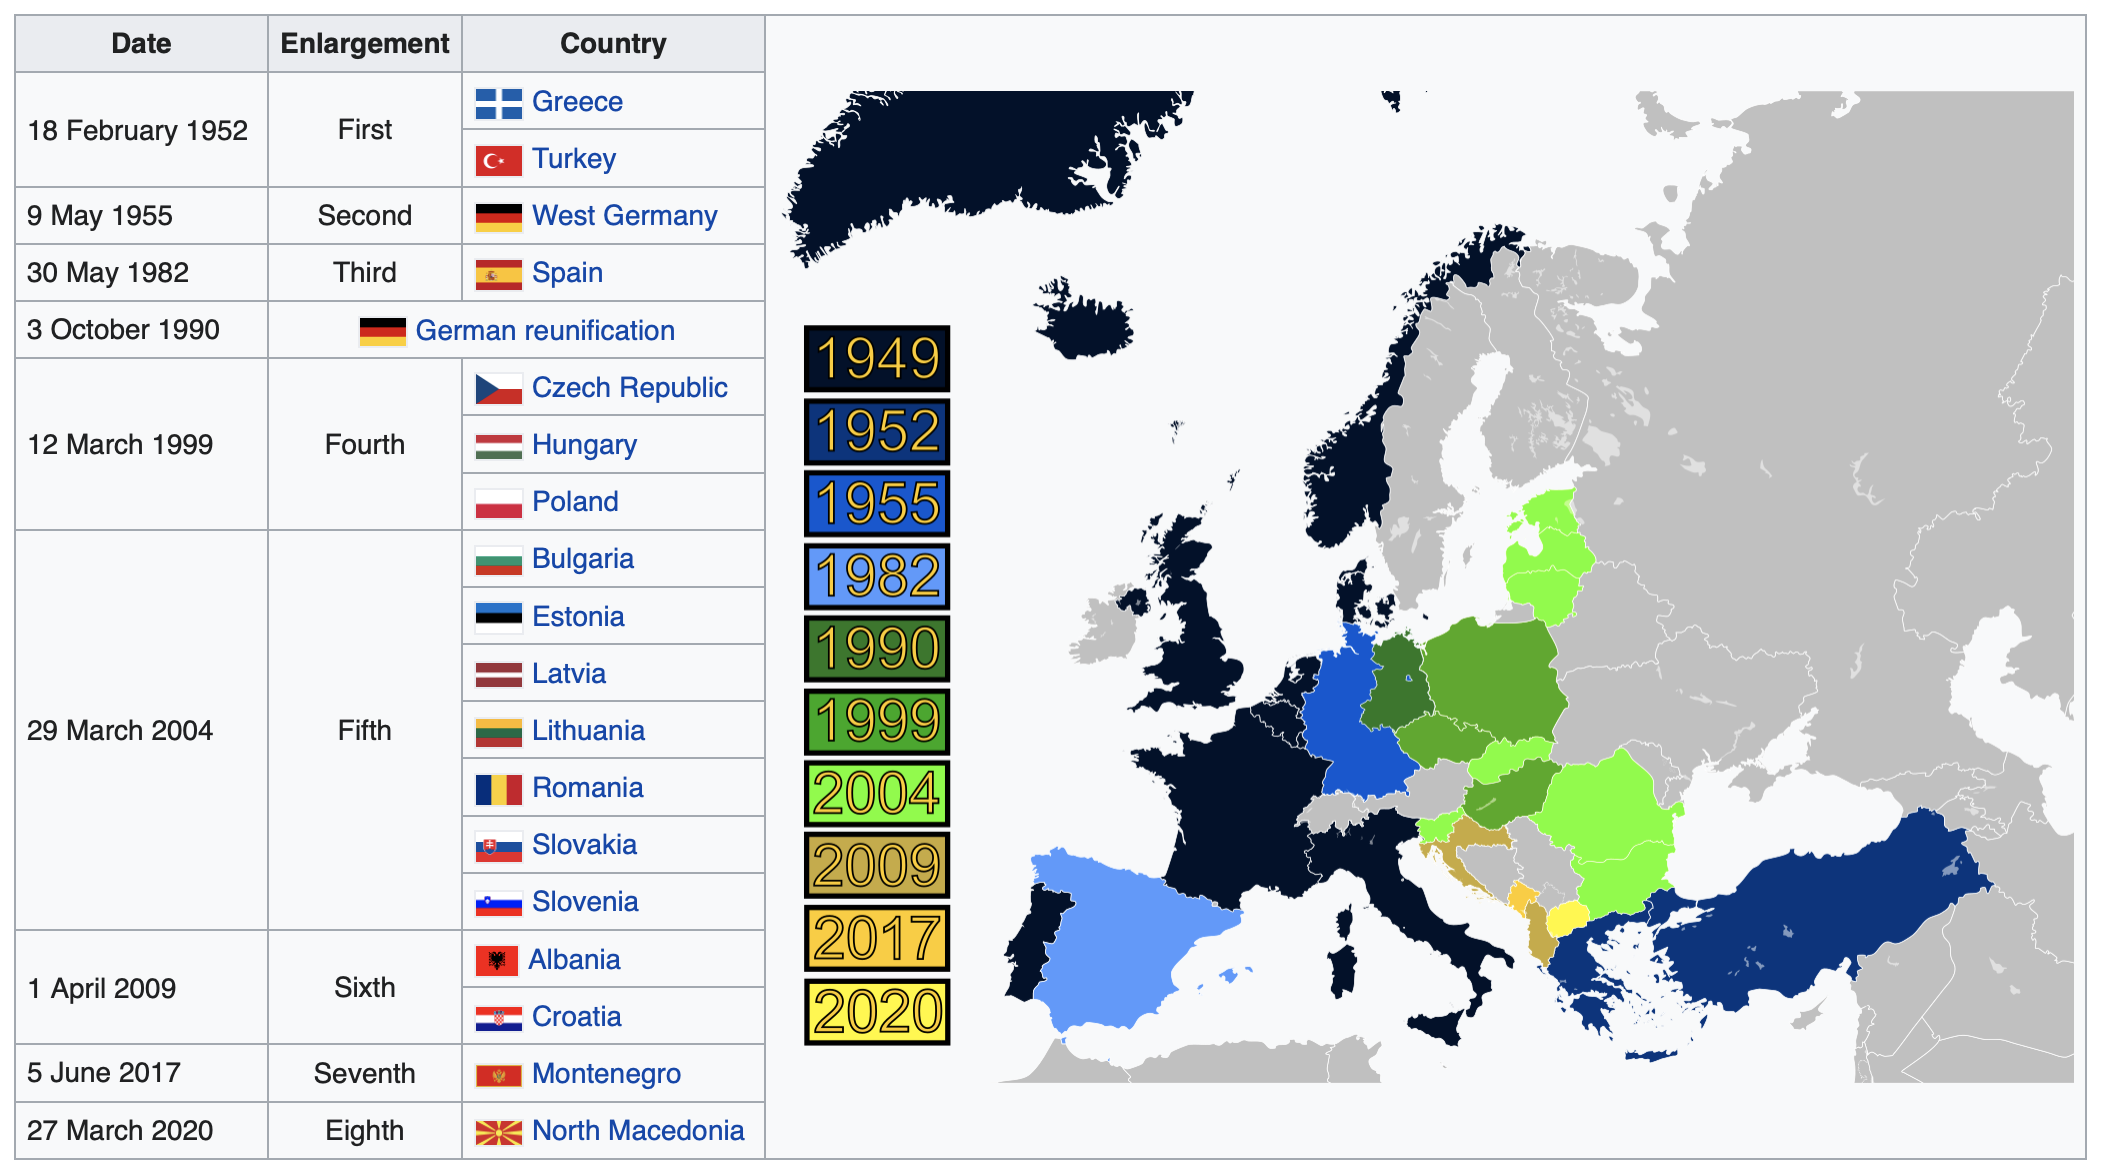 Date Enlargement Country
18 February 1952 First Greece
Turkey
9 May 1955 Second West Germany
30 May 1982 Third Spain
3 October 1990 German reunification
12 March 1999 Fourth Czech Republic
Hungary
Poland
29 March 2004 Fifth Bulgaria
Estonia
Latvia
Lithuania
Romania
Slovakia
Slovenia
1 April 2009 Sixth Albania
Croatia
5 June 2017 Seventh Montenegro
27 March 2020 Eighth North Macedonia
1949
1952
1955
1982
1990
1999
2004
2009
2017
2020